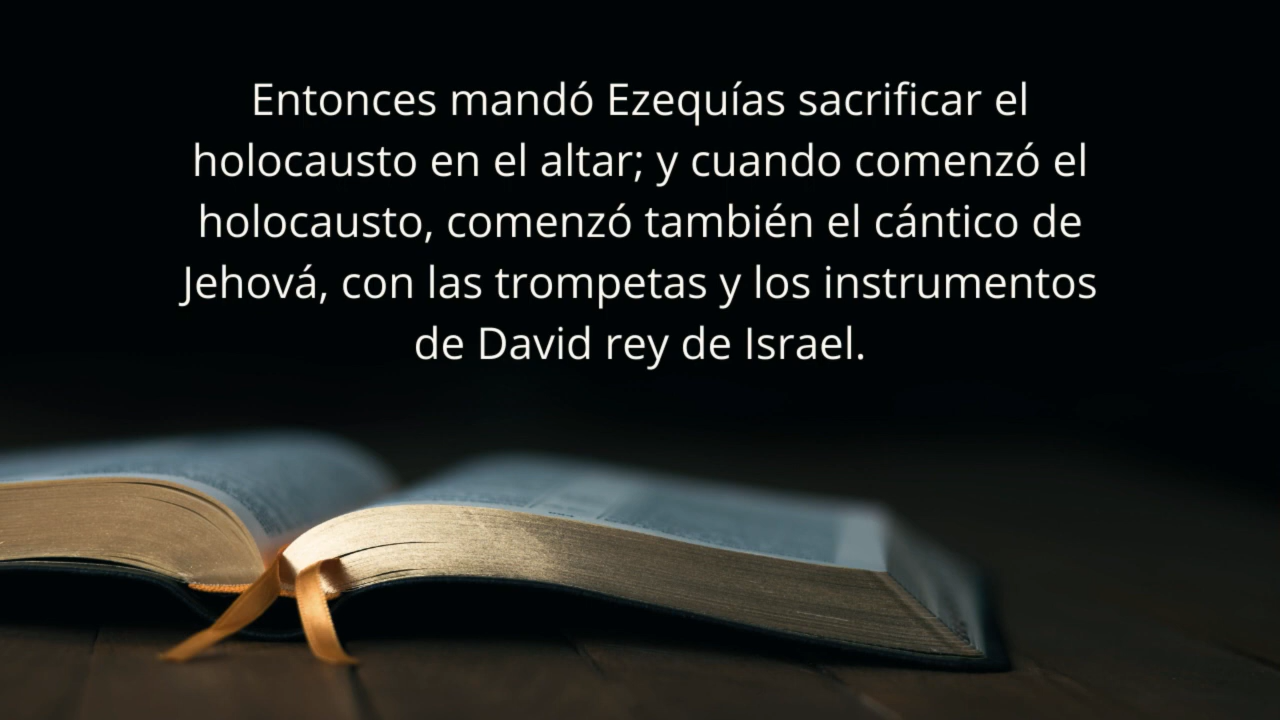 Entonces mandó Ezequías sacrificar el
holocausto en el altar; y cuando comenzó el
holocausto, comenzó también el cántico de
Jehová, con las trompetas y los instrumentos
de David rey de Israel.